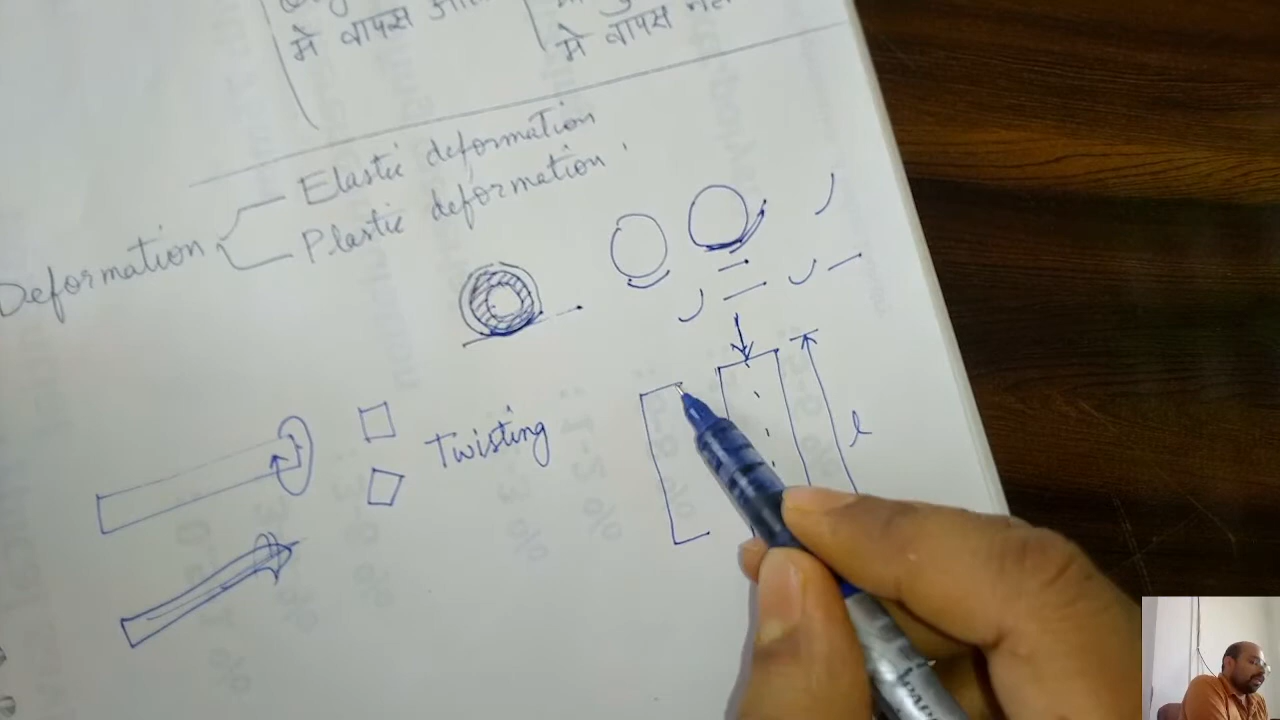 मे वापस
मे वापस
Elastic deformation
Deformation
Plastic deformation
Twisting
l